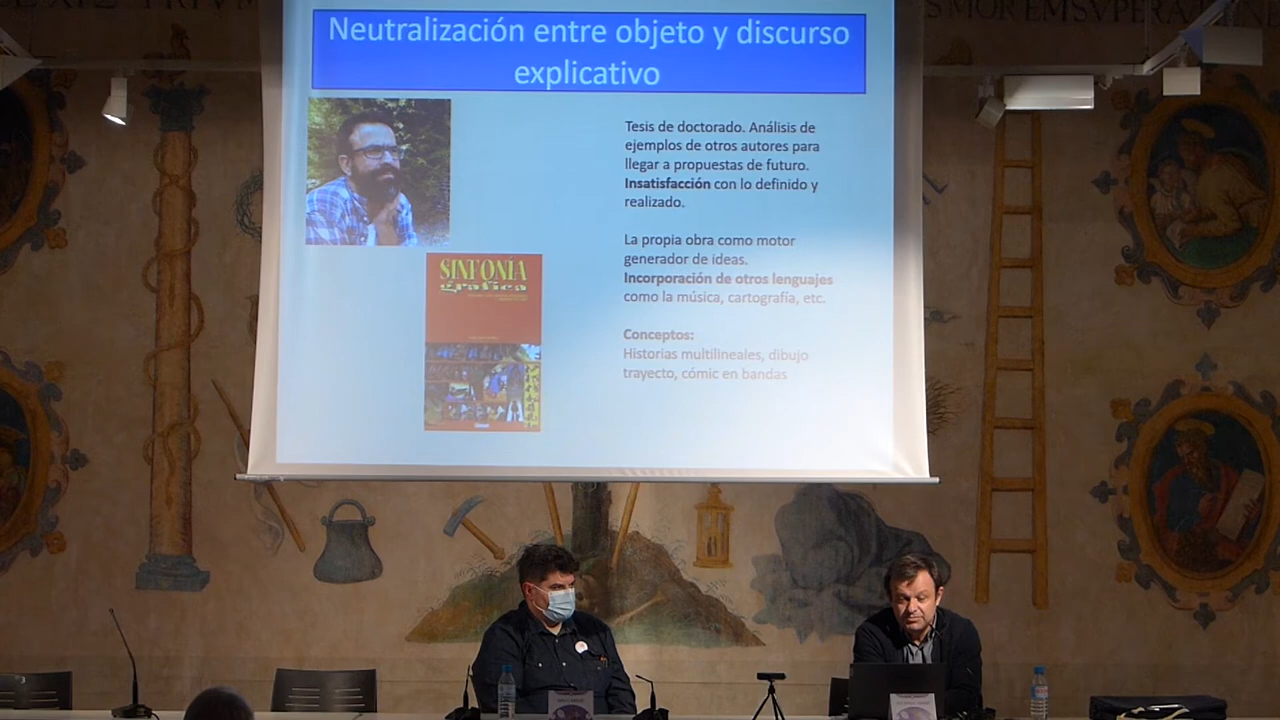 Neutralización entre objeto y discurso
explicativo
Tesis de doctorado. Análisis de
ejemplos de otros autores para
llegar a propuestas de futuro.
Insatisfacción con lo definido y
realizado.
La propia obra como motor
generador de ideas.
Incorporación de otros lenguajes
como la música, cartografía, etc.
Conceptos:
Historias multilineales, dibujo
trayecto, cómic en bandas
SINFONÍA
gráfica